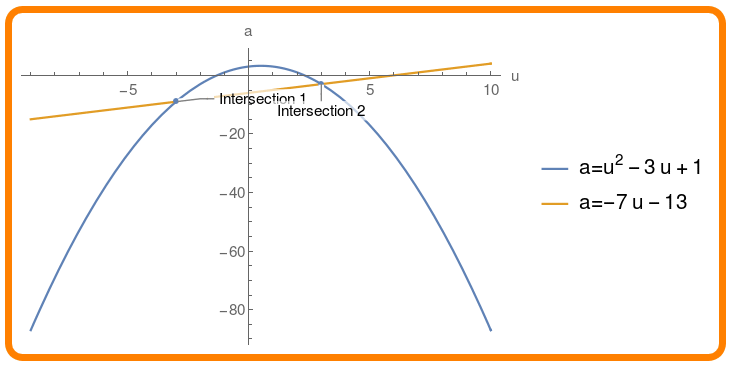 a
u
−5
5
10
Intersection 1
Intersection 2
−20
−40
−60
−80
a=u² − 3 u + 1
a=−7 u − 13